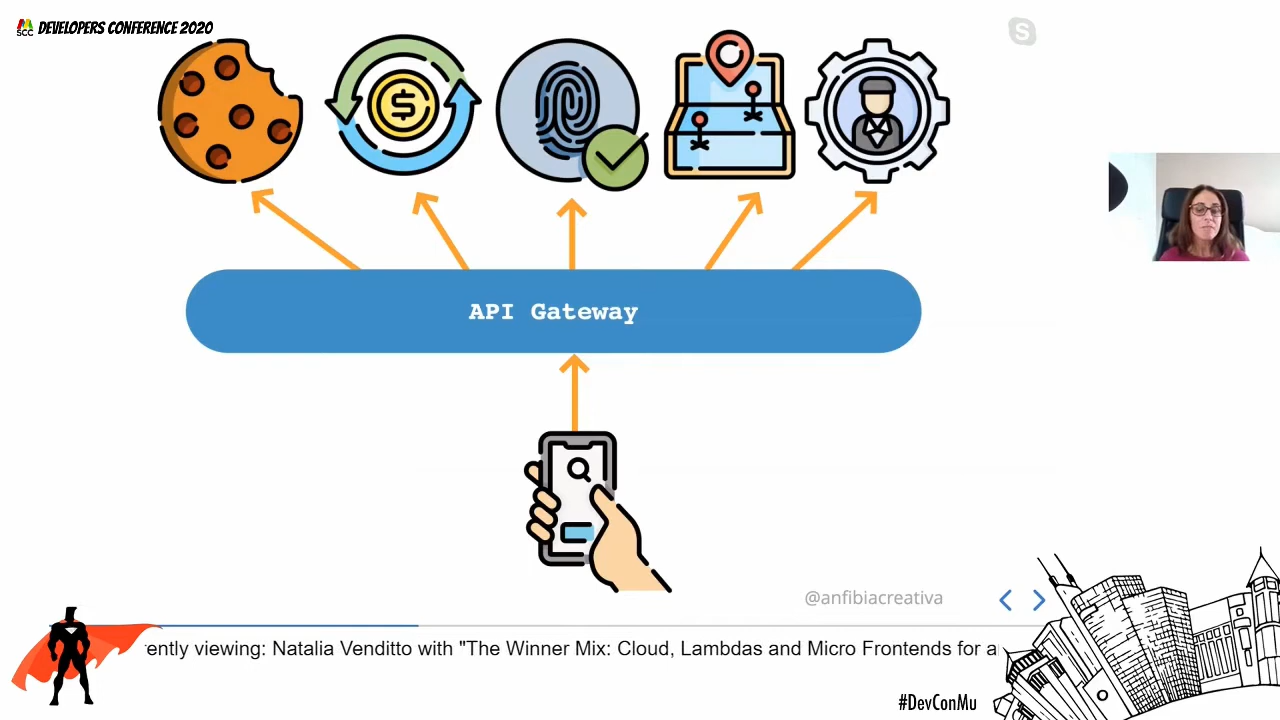 SCC DEVELOPERS CONFERENCE 2020
S
$
API Gateway
@anfibiacreativa
ently viewing: Natalia Venditto with "The Winner Mix: Cloud, Lambdas and Micro Frontends for a
#DevConMu